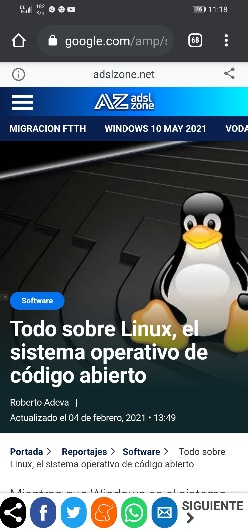 11:18
google.com/amp/s
68
adslzone.net
AZ adsl zone
MIGRACION FTTH WINDOWS 10 MAY 2021 VODA
Software
Todo sobre Linux, el
sistema operativo de
código abierto
Roberto Adeva |
Actualizado el 04 de febrero, 2021 • 13:49
Portada > Reportajes > Software > Todo sobre
Linux, el sistema operativo de código abierto
SIGUIENTE